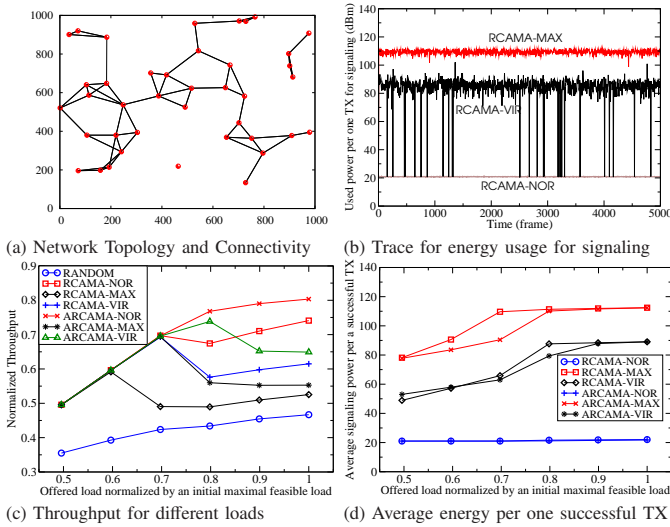 1000
800
600
400
200
0
0 200 400 600 800 1000
(a) Network Topology and Connectivity
Used power per one TX for signaling (dBm)
140
120
100
80
60
40
20
0
RCAMA-MAX
RCAMA-VIR
RCAMA-NOR
0 1000 2000 3000 4000 5000
Time (frame)
(b) Trace for energy usage for signaling
Normalized Throughput
0.9
0.8
0.7
0.6
0.5
0.4
0.3
RANDOM
RCAMA-NOR
RCAMA-MAX
RCAMA-VIR
ARCAMA-NOR
ARCAMA-MAX
ARCAMA-VIR
0.5 0.6 0.7 0.8 0.9 1
Offered load normalized by an initial maximal feasible load
(c) Throughput for different loads
Average signaling power per a successful TX
140
120
100
80
60
40
20
0
RCAMA-NOR
RCAMA-MAX
RCAMA-VIR
ARCAMA-NOR
ARCAMA-MAX
ARCAMA-VIR
0.5 0.6 0.7 0.8 0.9 1
Offered load normalized by an initial maximal feasible load
(d) Average energy per one successful TX